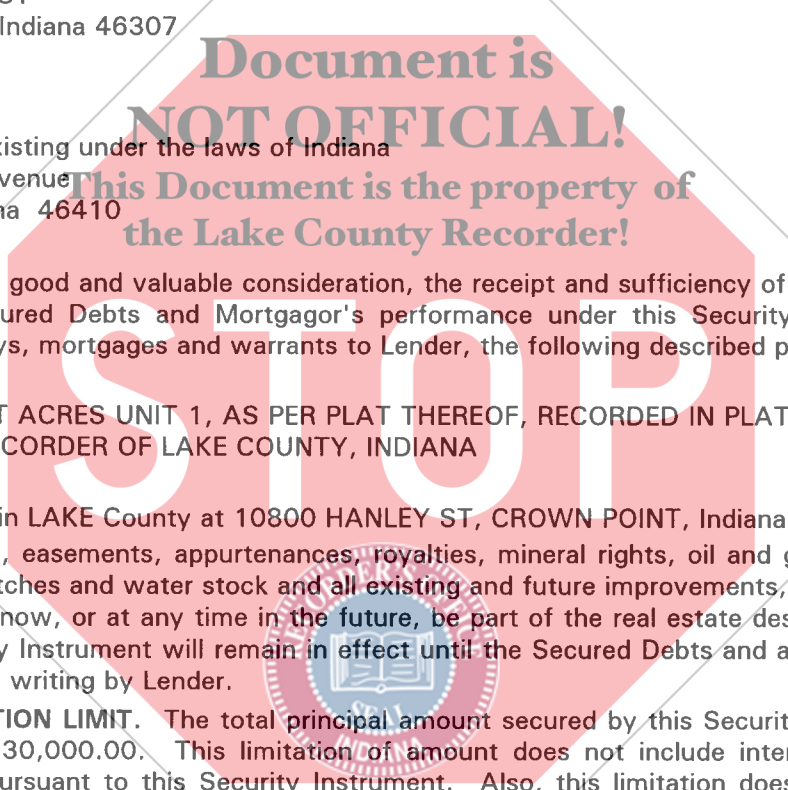 Indiana 46307
Document is
NOT OFFICIAL!
isting under the laws of Indiana
venue
This Document is the property of
na 46410
the Lake County Recorder!
good and valuable consideration, the receipt and sufficiency of
ured Debts and Mortgagor's performance under this Security
ys, mortgages and warrants to Lender, the following described p
STOP
T ACRES UNIT 1, AS PER PLAT THEREOF, RECORDED IN PLAT
CORDER OF LAKE COUNTY, INDIANA
in LAKE County at 10800 HANLEY ST, CROWN POINT, Indiana
, easements, appurtenances, royalties, mineral rights, oil and g
tches and water stock and all existing and future improvements,
now, or at any time in the future, be part of the real estate des
y Instrument will remain in effect until the Secured Debts and a
writing by Lender.
RECORDER'S OFFICE
SEAL
INDIANA
TION LIMIT. The total principal amount secured by this Securit
30,000.00. This limitation of amount does not include inter
ursuant to this Security Instrument. Also, this limitation does